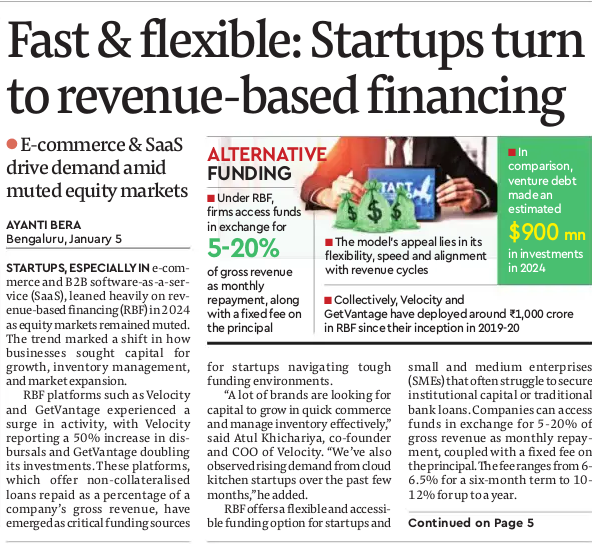 Fast & flexible: Startups turn
to revenue-based financing
E-commerce & SaaS
drive demand amid
muted equity markets
AYANTI BERA
Bengaluru, January 5
STARTUPS, ESPECIALLY IN e-com-
merce and B2B software-as-a-ser-
vice (SaaS), leaned heavily on rev-
enue-based financing (RBF) in 2024
as equity markets remained muted.
The trend marked a shift in how
businesses sought capital for
growth, inventory management,
and market expansion.
RBF platforms such as Velocity
and GetVantage experienced a
surge in activity, with Velocity
reporting a 50% increase in dis-
bursals and GetVantage doubling
its investments. These platforms,
which offer non-collateralised
loans repaid as a percentage of a
company's gross revenue, have
emerged as critical funding sources
ALTERNATIVE
FUNDING
Under RBF,
firms access funds
in exchange for
5-20%
of gross revenue
as monthly
repayment, along
with a fixed fee on
the principal
START
The model's appeal lies in its
flexibility, speed and alignment
with revenue cycles
Collectively, Velocity and
GetVantage have deployed around ₹1,000 crore
in RBF since their inception in 2019-20
In
comparison,
venture debt
made an
estimated
$900 mn
in investments
in 2024
for startups navigating tough
funding environments.
“A lot of brands are looking for
capital to grow in quick commerce
and manage inventory effectively,”
said Atul Khichariya, co-founder
and COO of Velocity. “We've also
observed rising demand from cloud
kitchen startups over the past few
months,” he added.
RBF offers a flexible and accessi-
ble funding option for startups and
small and medium enterprises
(SMEs) that often struggle to secure
institutional capital or traditional
bank loans. Companies can access
funds in exchange for 5-20% of
gross revenue as monthly repay-
ment, coupled with a fixed fee on
the principal. The fee ranges from 6-
6.5% for a six-month term to 10-
12% for up to a year.
Continued on Page 5